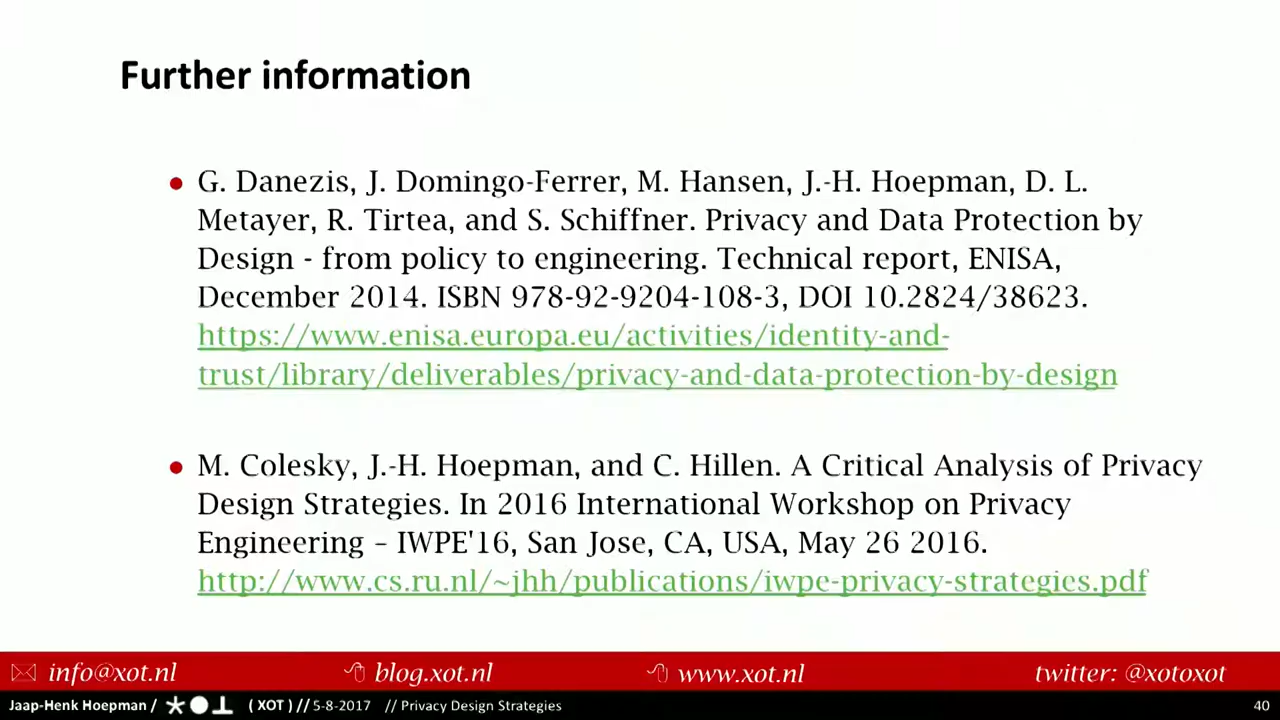 Further information
● G. Danezis, J. Domingo-Ferrer, M. Hansen, J.-H. Hoepman, D. L.
Metayer, R. Tirtea, and S. Schiffner. Privacy and Data Protection by
Design - from policy to engineering. Technical report, ENISA,
December 2014. ISBN 978-92-9204-108-3, DOI 10.2824/38623.
https://www.enisa.europa.eu/activities/identity-and-
trust/library/deliverables/privacy-and-data-protection-by-design
● M. Colesky, J.-H. Hoepman, and C. Hillen. A Critical Analysis of Privacy
Design Strategies. In 2016 International Workshop on Privacy
Engineering – IWPE'16, San Jose, CA, USA, May 26 2016.
http://www.cs.ru.nl/~jhh/publications/iwpe-privacy-strategies.pdf
info@xot.nl blog.xot.nl www.xot.nl twitter: @xotoxot
Jaap-Henk Hoepman / ( XOT ) // 5-8-2017 // Privacy Design Strategies 40